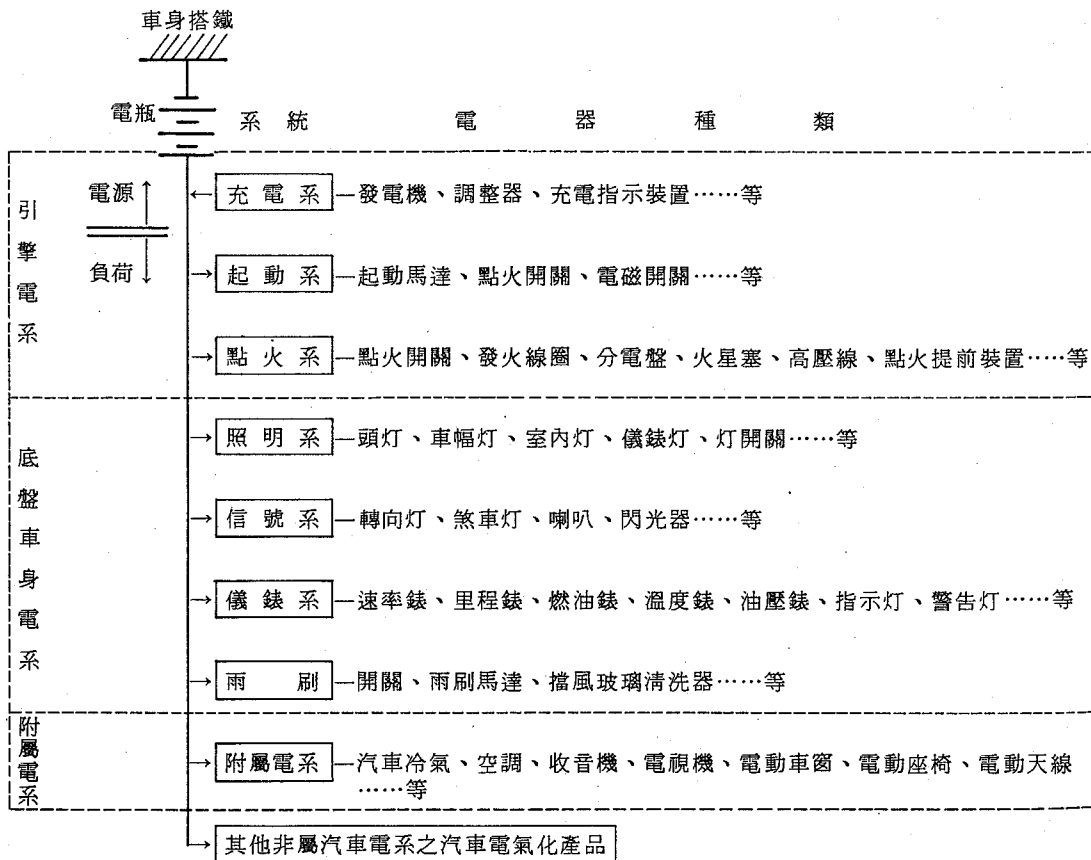 車身搭鐵
電瓶
系統 電器種類
引擎電系
電源
負荷
充電系 發電機、調整器、充電指示裝置……等
起動系 起動馬達、點火開關、電磁開關……等
點火系 點火開關、發火線圈、分電盤、火星塞、高壓線、點火提前裝置……等
底盤車身電系
照明系 頭灯、車幅灯、室內灯、儀錶灯、灯開關……等
信號系 轉向灯、煞車灯、喇叭、閃光器……等
儀錶系 速率錶、里程錶、燃油錶、溫度錶、油壓錶、指示灯、警告灯……等
雨刷 開關、雨刷馬達、擋風玻璃清洗器……等
附屬電系
附屬電系 汽車冷氣、空調、收音機、電視機、電動車窗、電動座椅、電動天線
……等
其他非屬汽車電系之汽車電氣化產品